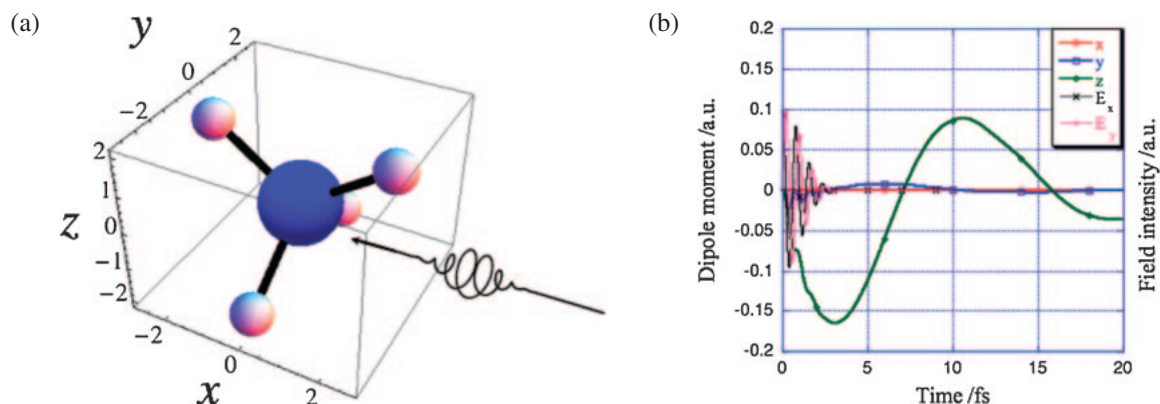 (a)
y
2
0
−2
2
1
0
−1
−2
z
−2
0
2
x
(b)
0.2
0.15
0.1
0.05
0
-0.05
-0.1
-0.15
-0.2
Dipole moment /a.u.
x
y
z
E x
E y
Field intensity /a.u.
0 5 10 15 20
Time /fs